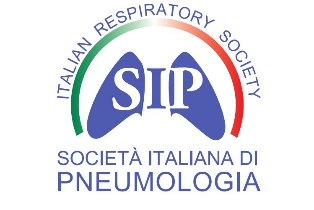 ITALIAN RESPIRATORY SOCIETY
SIP
SOCIETÀ ITALIANA DI
PNEUMOLOGIA